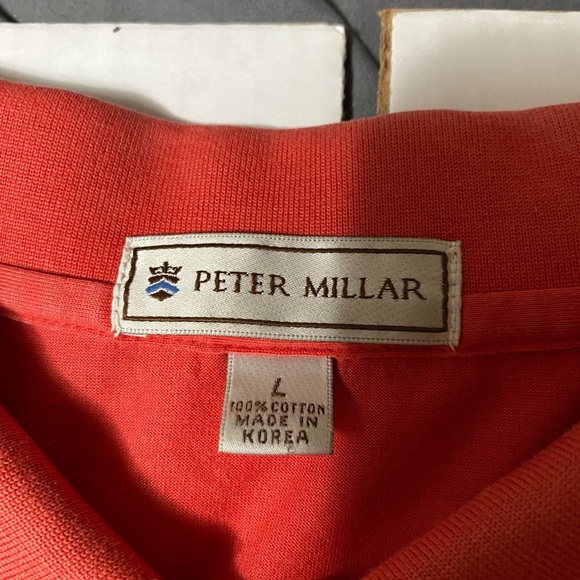 PETER MILLAR
L
100% COTTON
MADE IN
KOREA